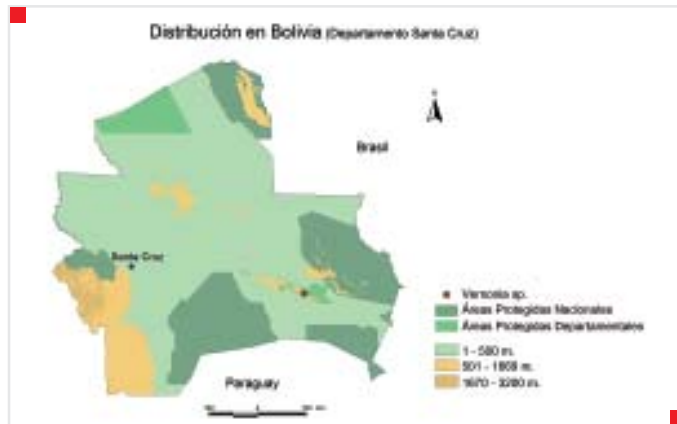 Distribución en Bolivia (Departamento Santa Cruz)
Brasil
Santa Cruz
Vernonia sp.
Áreas Protegidas Nacionales
Áreas Protegidas Departamentales
1 - 500 m.
Paraguay